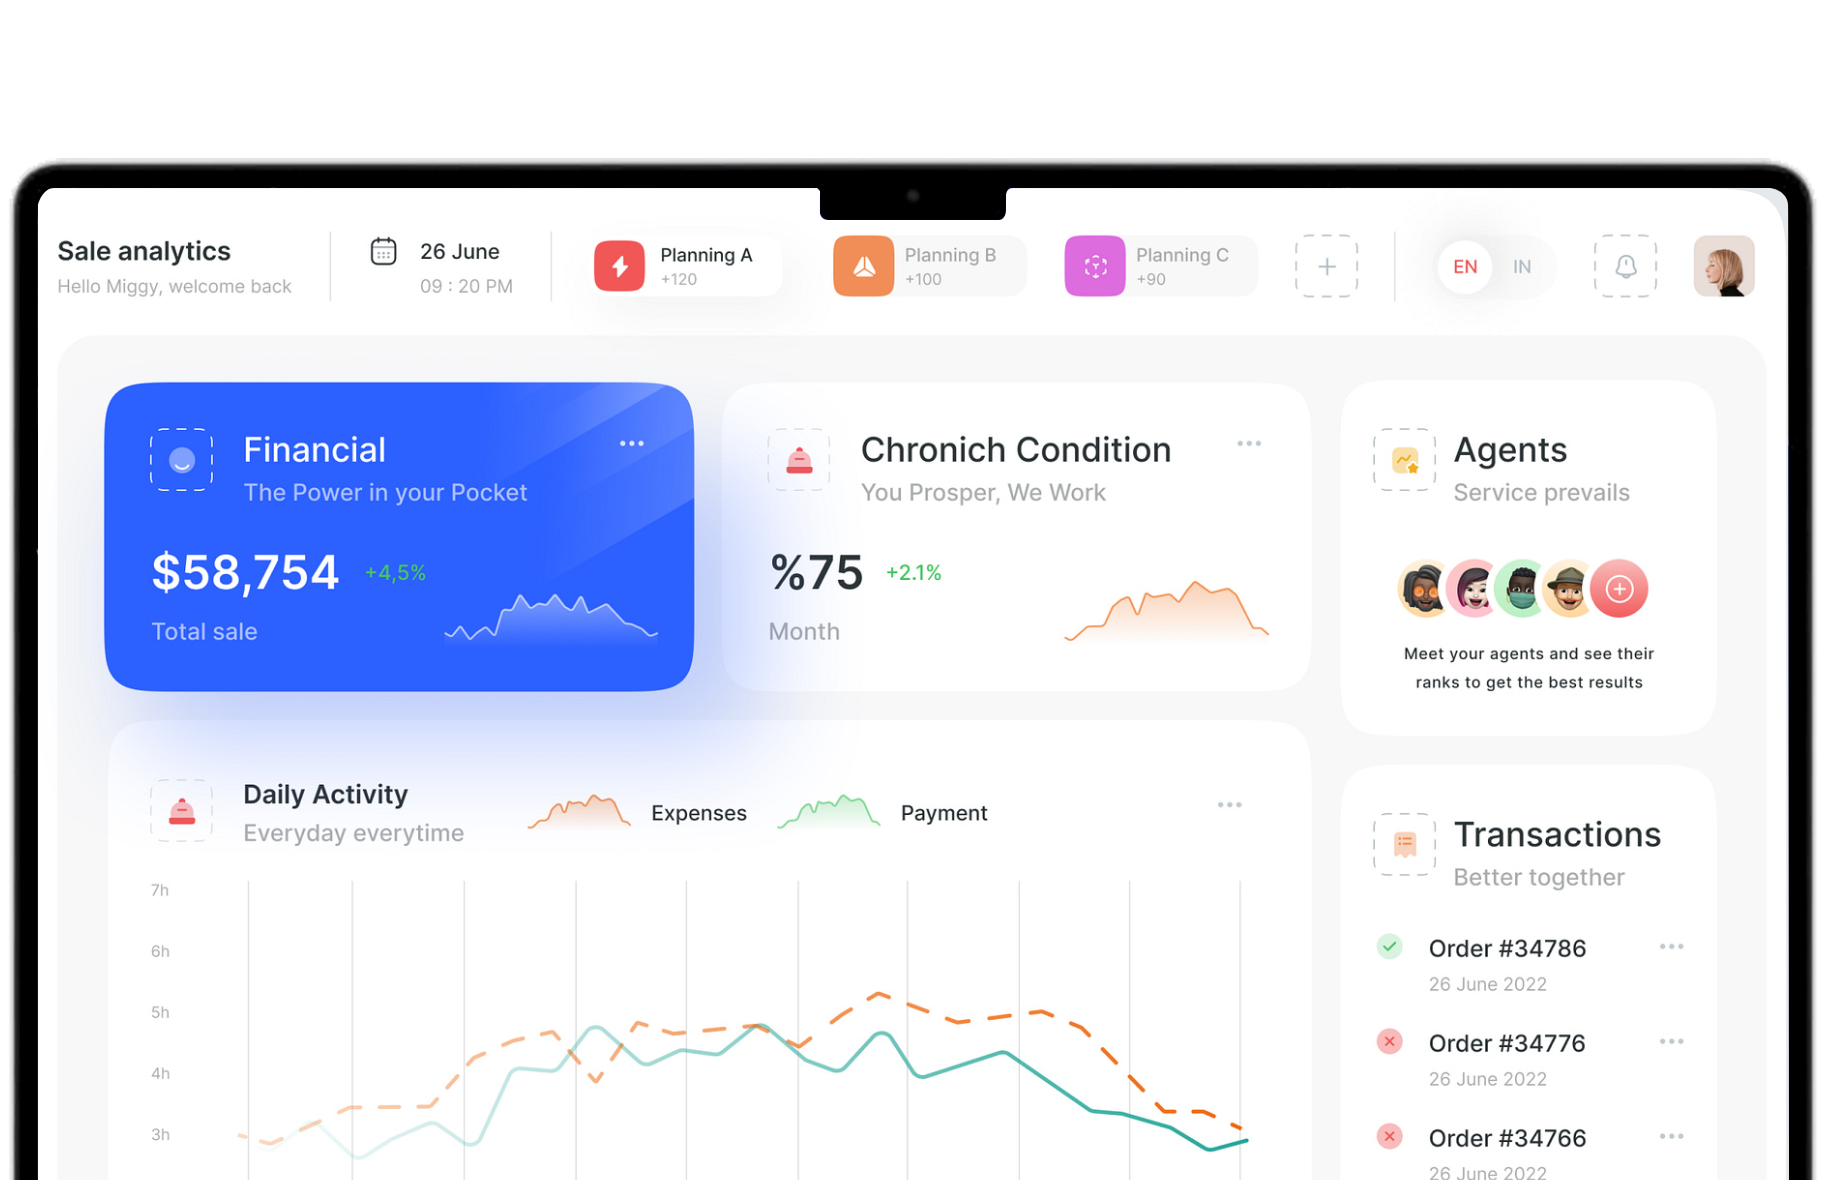 Sale analytics
Hello Miggy, welcome back
26 June
09 : 20 PM
Planning A
+120
Planning B
+100
Planning C
+90
EN
IN
Financial
The Power in your Pocket
$58,754 +4,5%
Total sale
Chronich Condition
You Prosper, We Work
%75 +2.1%
Month
Agents
Service prevails
Meet your agents and see their
ranks to get the best results
Daily Activity
Everyday everytime
Expenses
Payment
7h
6h
5h
4h
3h
Transactions
Better together
Order #34786
26 June 2022
Order #34776
26 June 2022
Order #34766
26 June 2022